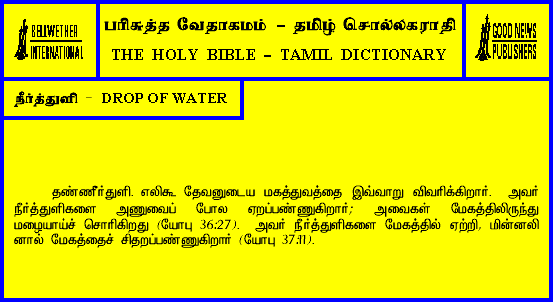 BELLWETHER
INTERNATIONAL
பரிசுத்த வேதாகமம் – தமிழ் சொல்லகராதி
THE HOLY BIBLE – TAMIL DICTIONARY
GOOD NEWS
PUBLISHERS
நீர்த்துளி – DROP OF WATER
தண்ணீர்துளி. எலிகூ தேவனுடைய மகத்துவத்தை இவ்வாறு விவரிக்கிறார். அவர்
நீர்த்துளிகளை அணுவைப் போல ஏறப்பண்ணுகிறார்; அவைகள் மேகத்திலிருந்து
மழையாய்ச் சொரிகிறது (யோபு 36:27). அவர் நீர்த்துளிகளை மேகத்தில் ஏற்றி, மின்னலி
னால் மேகத்தைச் சிதறப்பண்ணுகிறார் (யோபு 37:11).